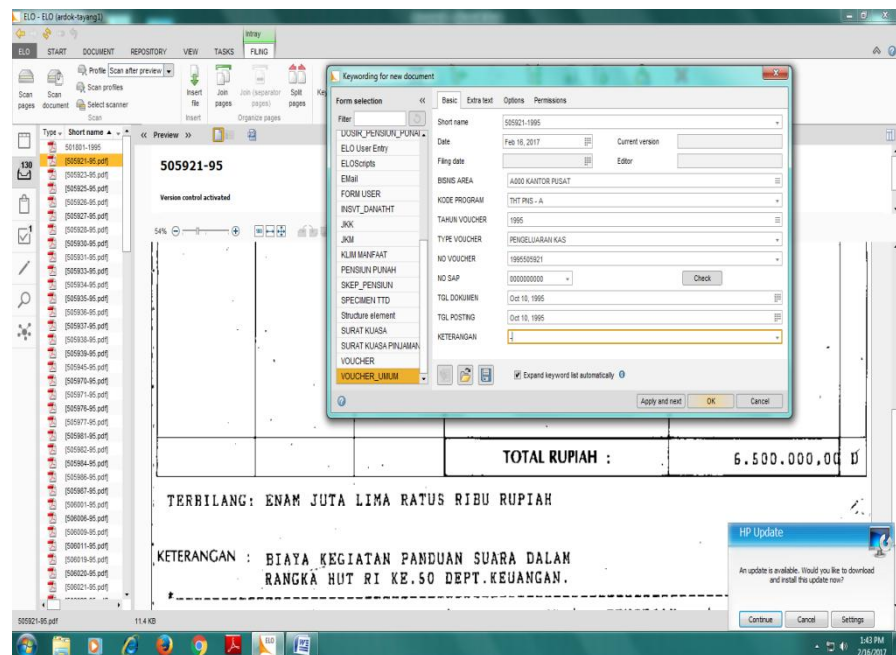 ELO - ELO (ardok-tayang1)
Intray
ELO START DOCUMENT REPOSITORY VIEW TASKS FILING
Scan pages
Scan document
Profile Scan after preview
Scan profiles
Select scanner
Scan
Insert file
Insert
Join pages
Join (separator pages)
Split pages
Organize pages
Type Short name
501801-1995
[505921-95.pdf]
[505923-95.pdf]
[505925-95.pdf]
[505926-95.pdf]
[505927-95.pdf]
[505928-95.pdf]
[505930-95.pdf]
[505931-95.pdf]
[505933-95.pdf]
[505934-95.pdf]
[505935-95.pdf]
[505936-95.pdf]
[505937-95.pdf]
[505938-95.pdf]
[505939-95.pdf]
[505945-95.pdf]
[505970-95.pdf]
[505971-95.pdf]
[505976-95.pdf]
[505977-95.pdf]
[505981-95.pdf]
[505982-95.pdf]
[505984-95.pdf]
[505986-95.pdf]
[505987-95.pdf]
[506001-95.pdf]
[506006-95.pdf]
[506009-95.pdf]
[506011-95.pdf]
[506019-95.pdf]
[506020-95.pdf]
[506021-95.pdf]
130
1
« Preview »
505921-95
Version control activated
54%
Keywording for new document
Form selection «
Filter
DOSIR_PENSIUN_PUNAH
ELO User Entry
ELOScripts
EMail
FORM USER
INSVT_DANATHT
JKK
JKM
KLIM MANFAAT
PENSIUN PUNAH
SKEP_PENSIUN
SPECIMEN TTD
Structure element
SURAT KUASA
SURAT KUASA PINJAMAN
VOUCHER
VOUCHER_UMUM
Basic Extra text Options Permissions
Short name 505921-1995
Date Feb 16, 2017 Current version
Filing date Editor
BISNIS AREA A000 KANTOR PUSAT
KODE PROGRAM THT PNS - A
TAHUN VOUCHER 1995
TYPE VOUCHER PENGELUARAN KAS
NO VOUCHER 1995505921
NO SAP 0000000000 Check
TGL DOKUMEN Oct 10, 1995
TGL POSTING Oct 10, 1995
KETERANGAN -
Expand keyword list automatically
Apply and next OK Cancel
TOTAL RUPIAH : 6.500.000,00 D
TERBILANG: ENAM JUTA LIMA RATUS RIBU RUPIAH
KETERANGAN : BIAYA KEGIATAN PANDUAN SUARA DALAM
RANGKA HUT RI KE.50 DEPT.KEUANGAN.
HP Update
An update is available. Would you like to download
and install this update now?
Continue Cancel Settings
505921-95.pdf 11.4 KB
1:43 PM
2/16/2017